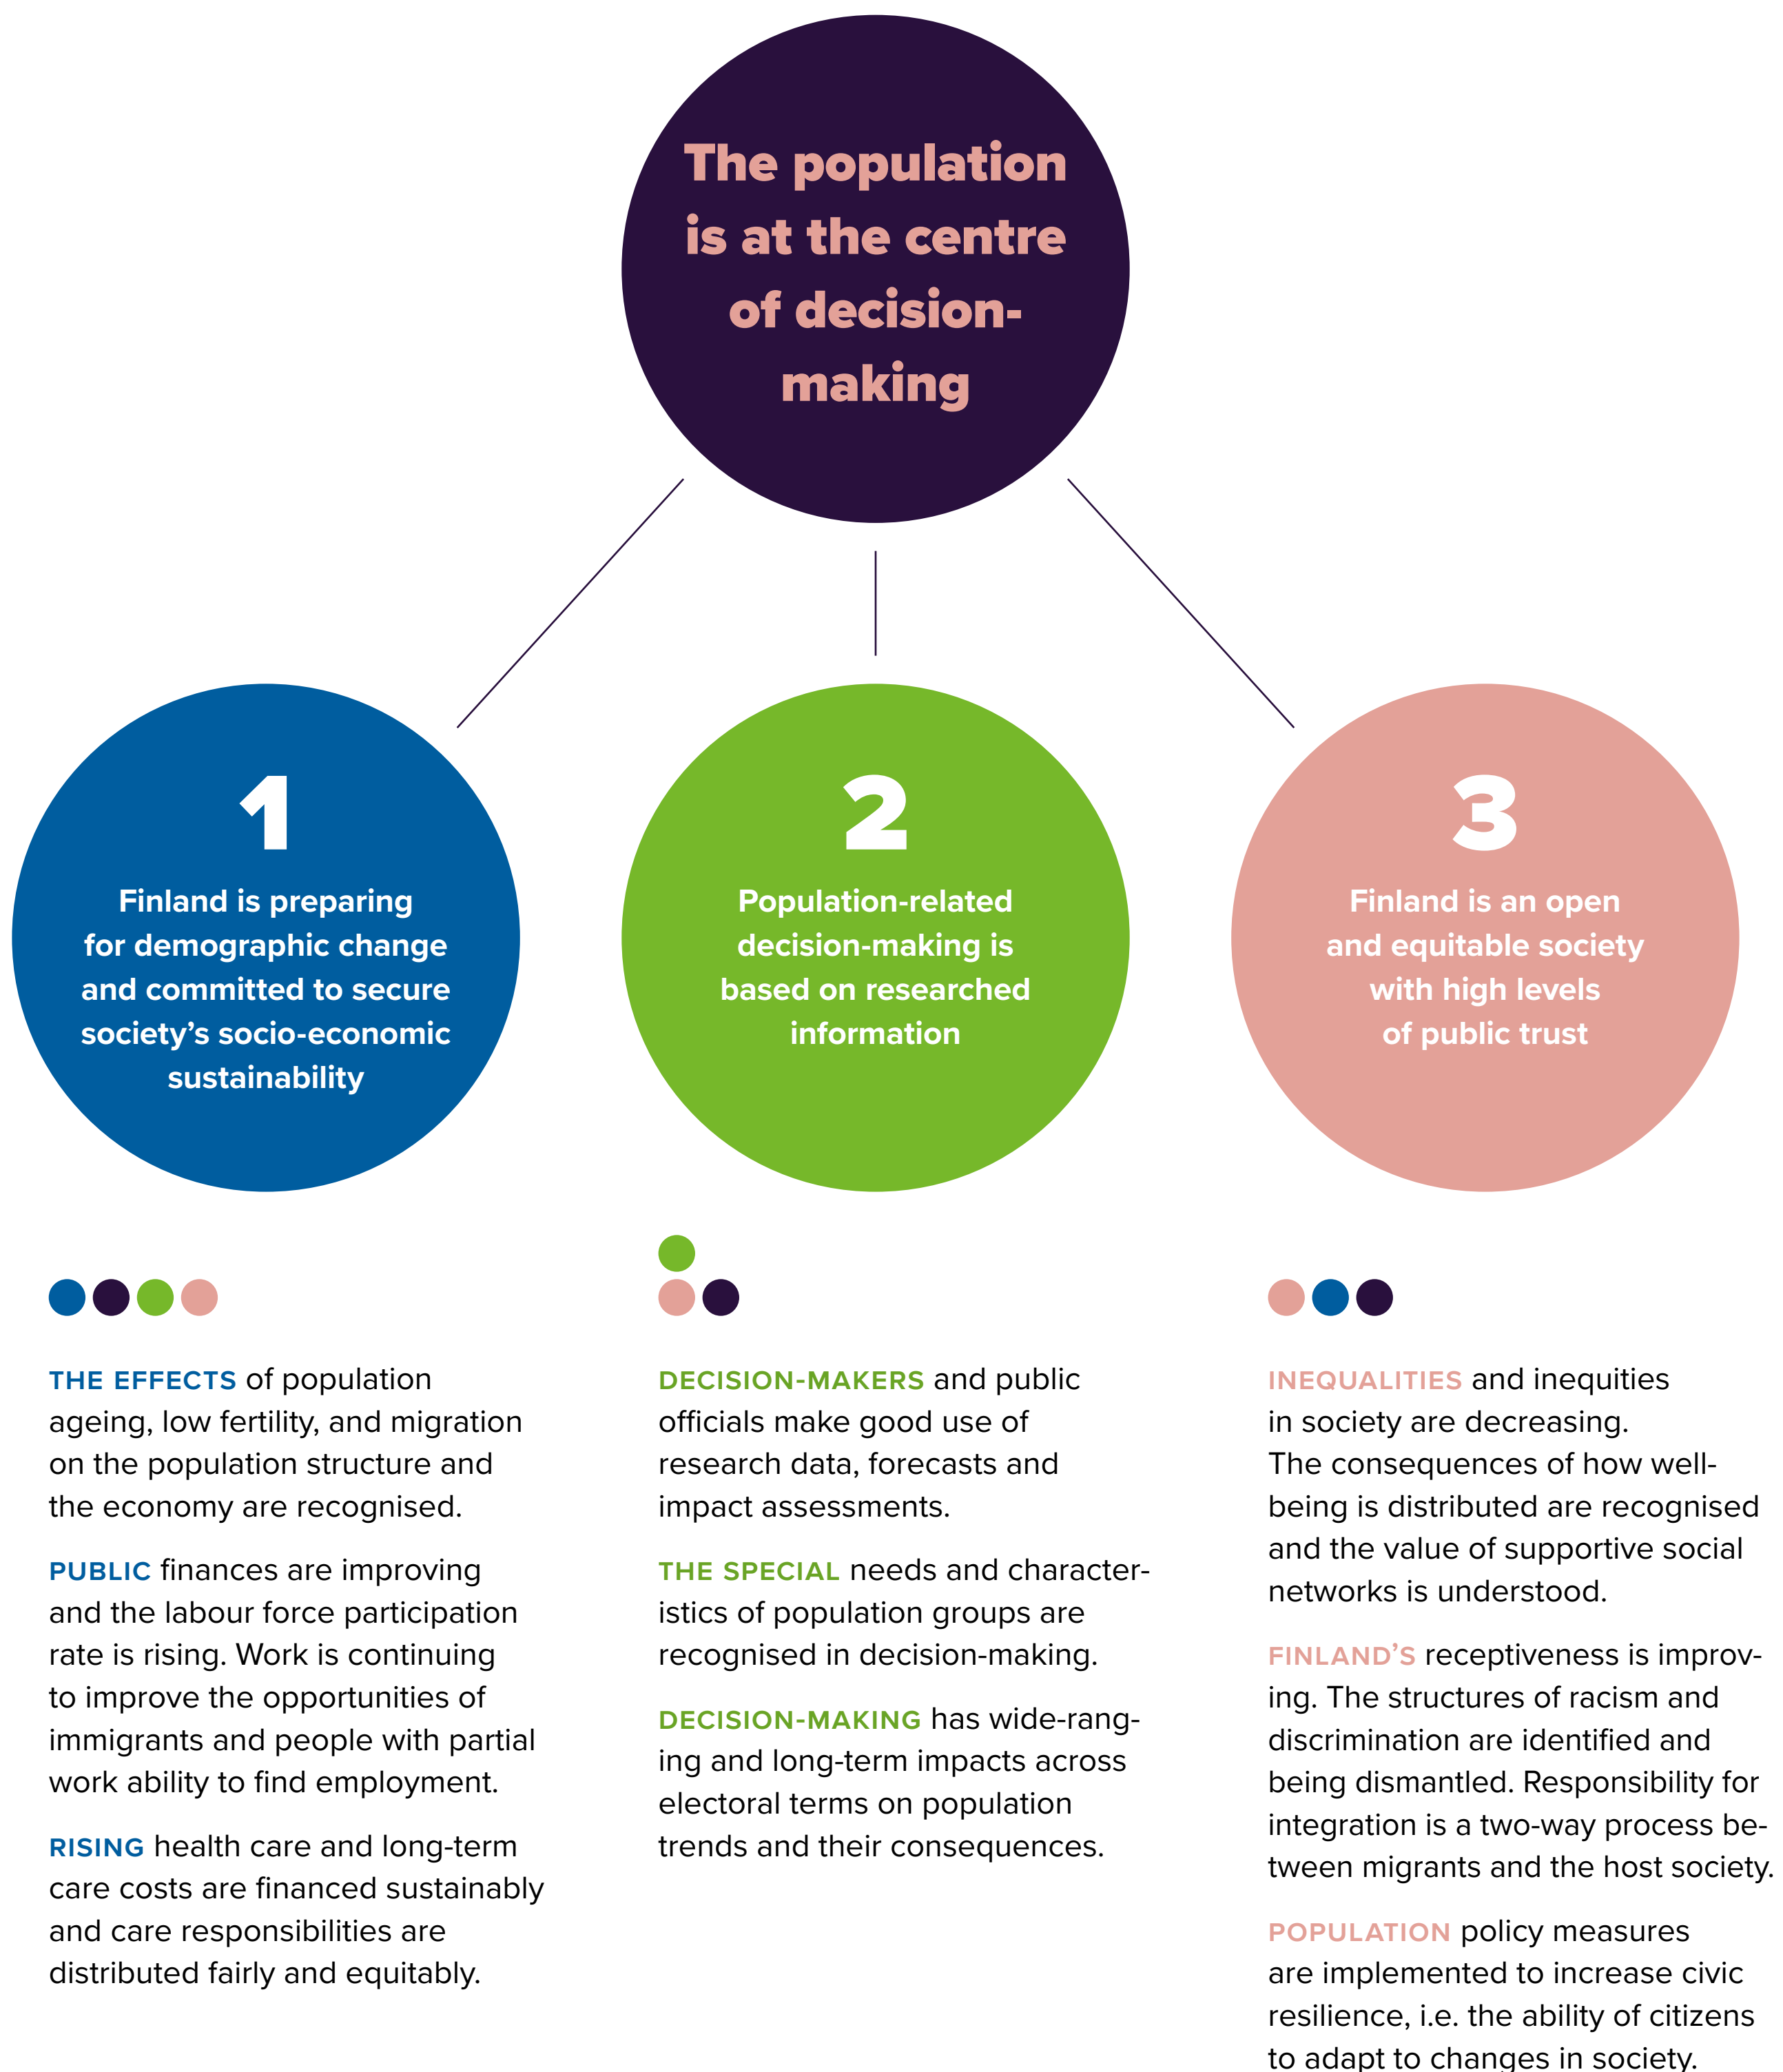 The population
is at the centre
of decision-
making
1
Finland is preparing
for demographic change
and committed to secure
society’s socio-economic
sustainability
2
Population-related
decision-making is
based on researched
information
3
Finland is an open
and equitable society
with high levels
of public trust
THE EFFECTS of population
ageing, low fertility, and migration
on the population structure and
the economy are recognised.
PUBLIC finances are improving
and the labour force participation
rate is rising. Work is continuing
to improve the opportunities of
immigrants and people with partial
work ability to find employment.
RISING health care and long-term
care costs are financed sustainably
and care responsibilities are
distributed fairly and equitably.
DECISION-MAKERS and public
officials make good use of
research data, forecasts and
impact assessments.
THE SPECIAL needs and character-
istics of population groups are
recognised in decision-making.
DECISION-MAKING has wide-rang-
ing and long-term impacts across
electoral terms on population
trends and their consequences.
INEQUALITIES and inequities
in society are decreasing.
The consequences of how well-
being is distributed are recognised
and the value of supportive social
networks is understood.
FINLAND’S receptiveness is improv-
ing. The structures of racism and
discrimination are identified and
being dismantled. Responsibility for
integration is a two-way process be-
tween migrants and the host society.
POPULATION policy measures
are implemented to increase civic
resilience, i.e. the ability of citizens
to adapt to changes in society.